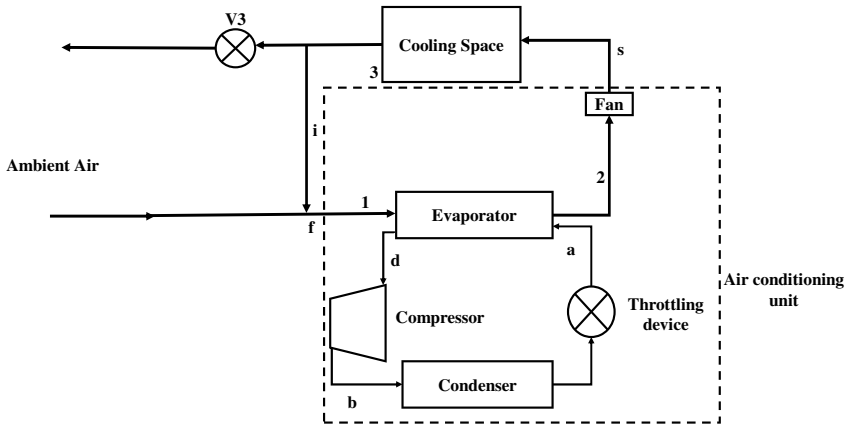 V3
Cooling Space
s
3
Fan
i
Ambient Air
2
1
Evaporator
f
d
a
Air conditioning
unit
Compressor
Throttling
device
Condenser
b